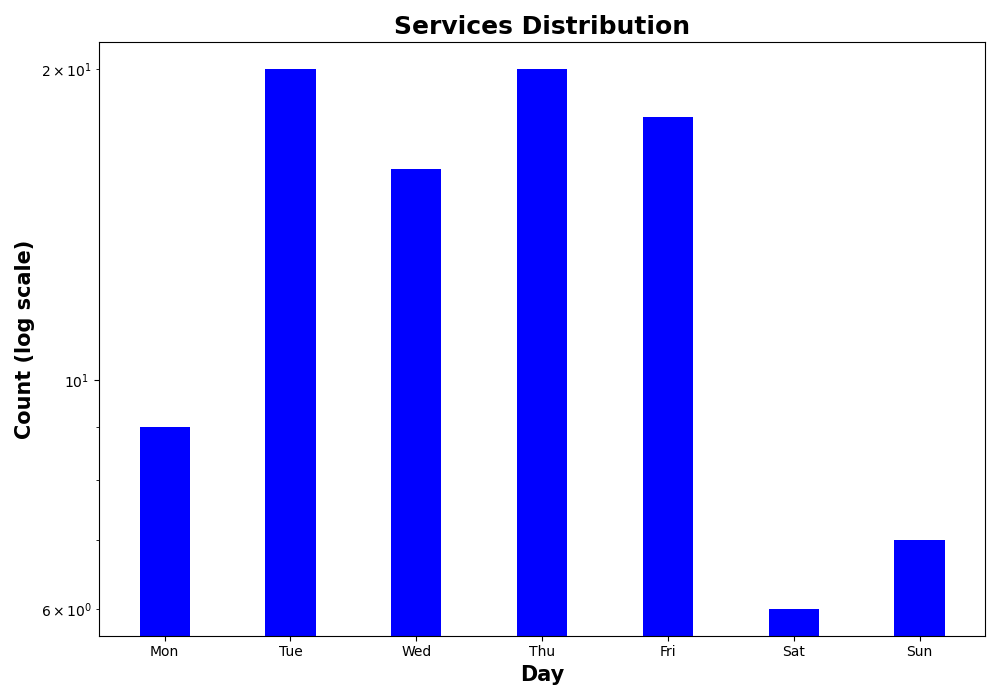 Services Distribution
Count (log scale)
2 × 10¹
10¹
6 × 10⁰
Mon Tue Wed Thu Fri Sat Sun
Day